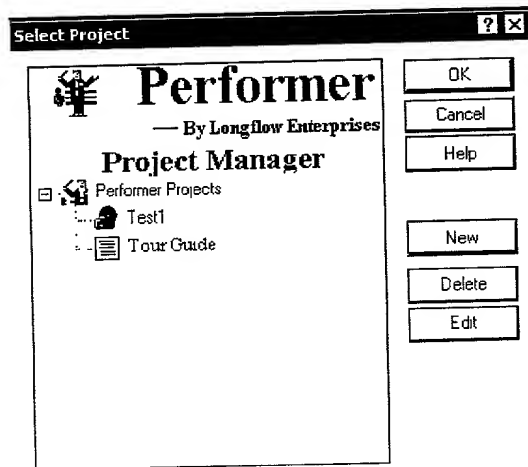 Select Project
Performer
— By Longflow Enterprises
Project Manager
Performer Projects
Test1
Tour Guide
OK
Cancel
Help
New
Delete
Edit